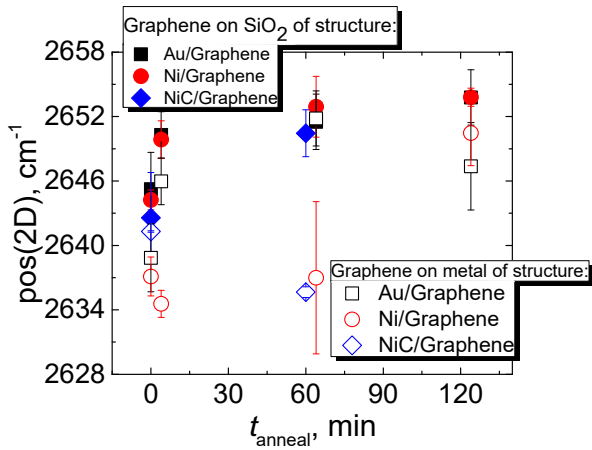 Graphene on SiO2 of structure:
Au/Graphene
Ni/Graphene
NiC/Graphene
2658
2652
2646
2640
2634
2628
pos(2D), cm-1
Graphene on metal of structure:
Au/Graphene
Ni/Graphene
NiC/Graphene
0 30 60 90 120
tanneal, min